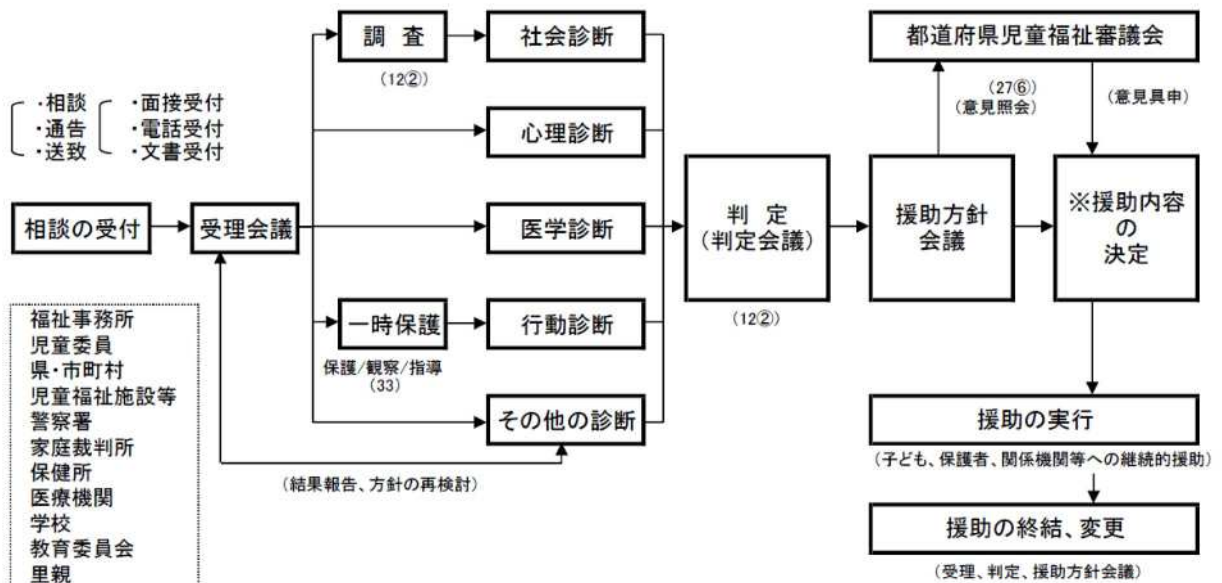 ・相談
・通告
・送致
・面接受付
・電話受付
・文書受付
相談の受付
受理会議
調 査
(12②)
社会診断
心理診断
医学診断
一時保護
保護/観察/指導
(33)
行動診断
その他の診断
(結果報告、方針の再検討)
判 定
(判定会議)
(12②)
都道府県児童福祉審議会
(27⑥)
(意見照会)
(意見具申)
援助方針
会議
※援助内容
の
決定
援助の実行
(子ども、保護者、関係機関等への継続的援助)
援助の終結、変更
(受理、判定、援助方針会議)
福祉事務所
児童委員
県・市町村
児童福祉施設等
警察署
家庭裁判所
保健所
医療機関
学校
教育委員会
里親